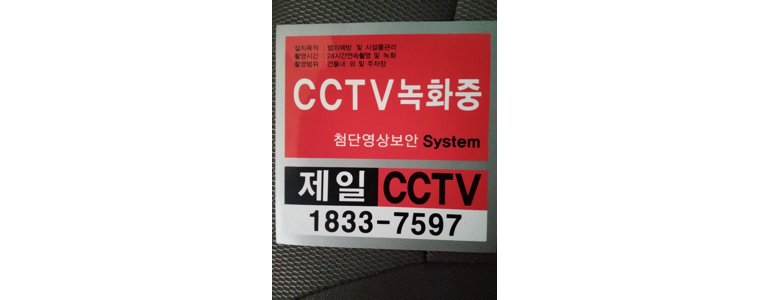 설치목적 : 범죄예방 및 시설물관리
촬영시간 : 24시간연속촬영 및 녹화
촬영범위 : 건물내 외 및 주차장
CCTV녹화중
첨단영상보안 System
제일 CCTV
1833-7597